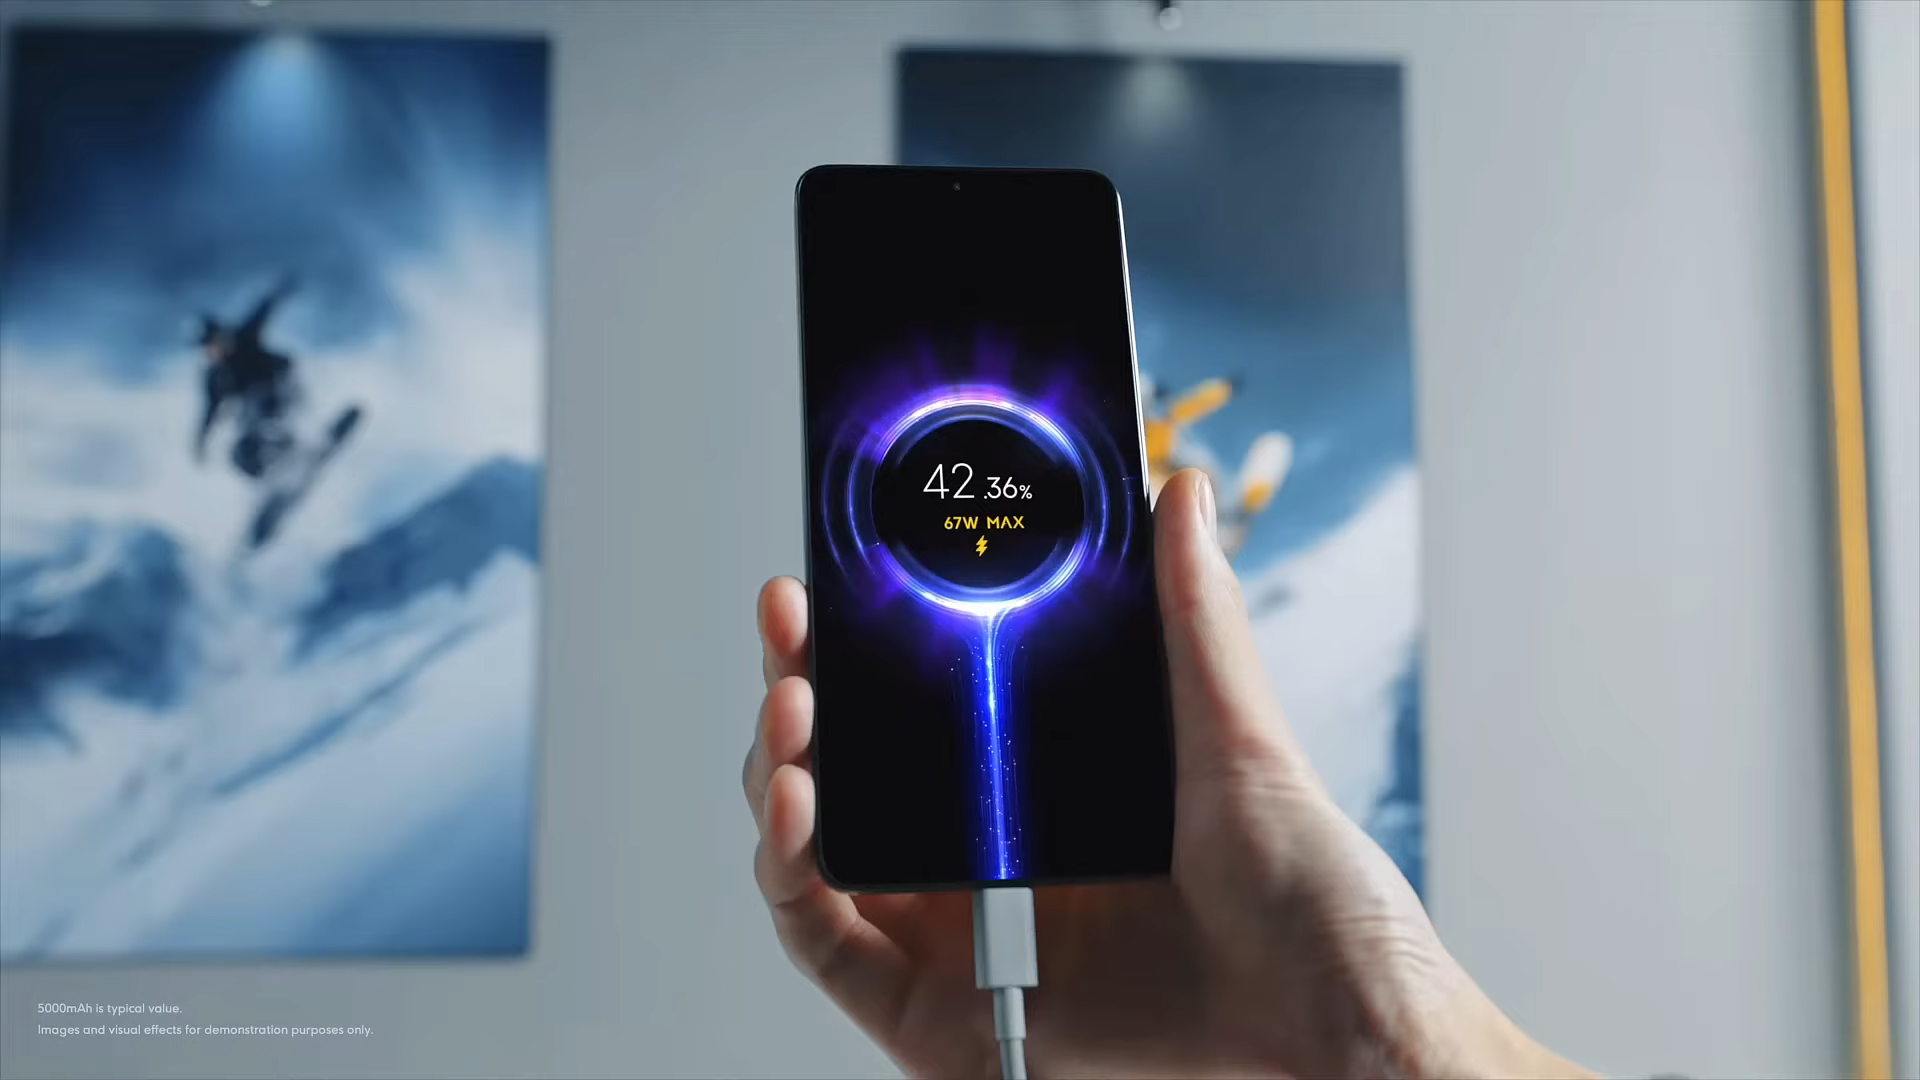 42.36%
67W MAX
5000mAh is typical value.
Images and visual effects for demonstration purposes only.